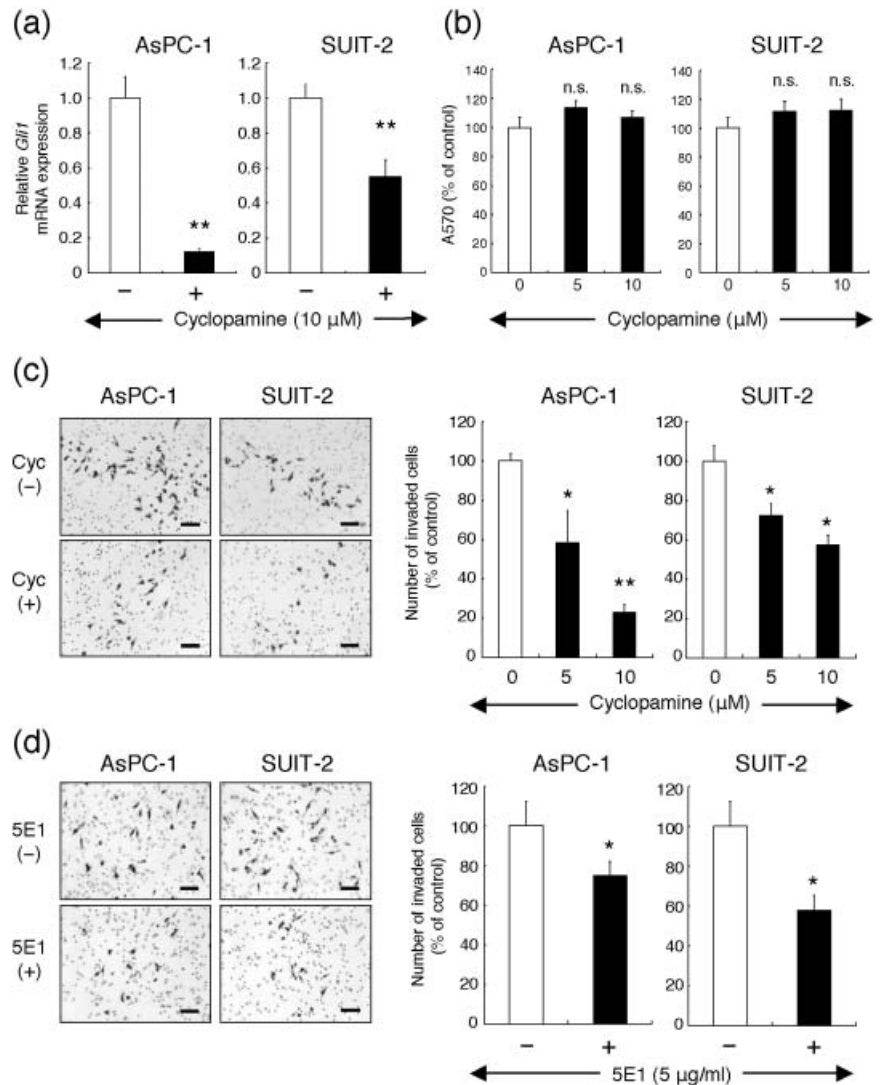 (a)
AsPC-1 SUIT-2
Relative Gli1
mRNA expression
1.2
1.0
0.8
0.6
0.4
0.2
0
**
− +
1.2
1.0
0.8
0.6
0.4
0.2
0
**
− +
Cyclopamine (10 µM)
(b)
AsPC-1 SUIT-2
A570 (% of control)
140
120
100
80
60
40
120
100
n.s. n.s.
0 5 10
140
120
100
80
60
40
120
100
n.s. n.s.
0 5 10
Cyclopamine (µM)
(c)
AsPC-1 SUIT-2
Cyc
(−)
Cyc
(+)
AsPC-1 SUIT-2
Number of invaded cells
(% of control)
120
100
80
60
40
20
0
*
**
0 5 10
120
100
80
60
40
20
0
*
*
0 5 10
Cyclopamine (µM)
(d)
AsPC-1 SUIT-2
5E1
(−)
5E1
(+)
AsPC-1 SUIT-2
Number of invaded cells
(% of control)
120
100
80
60
40
20
0
*
− +
120
100
80
60
40
20
0
*
− +
5E1 (5 µg/ml)